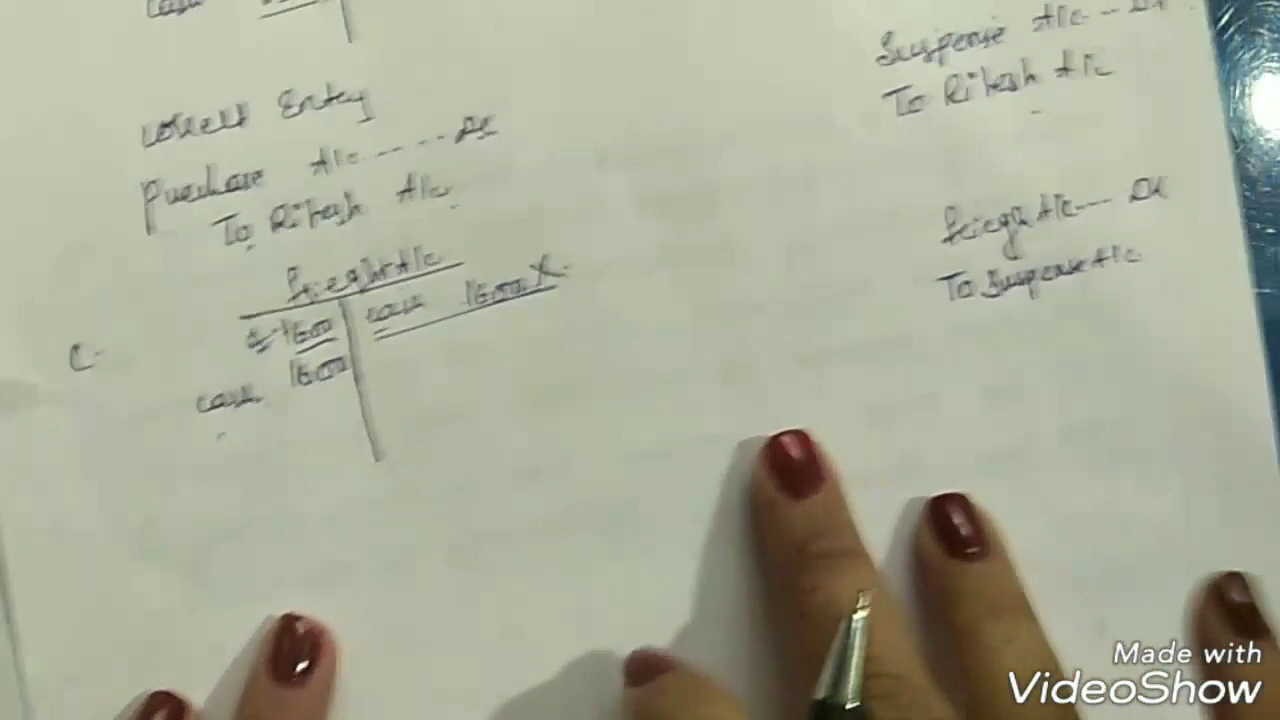 cash
Correct Entry
Purchase A/c ---- Dr
To Ritesh A/c
Freight A/c
1600
cash 1600 X
C.
cash 1600
Suspense A/c -- Dr
To Ritesh A/c
Freight A/c --- Dr
To Suspense A/c
Made with
VideoShow